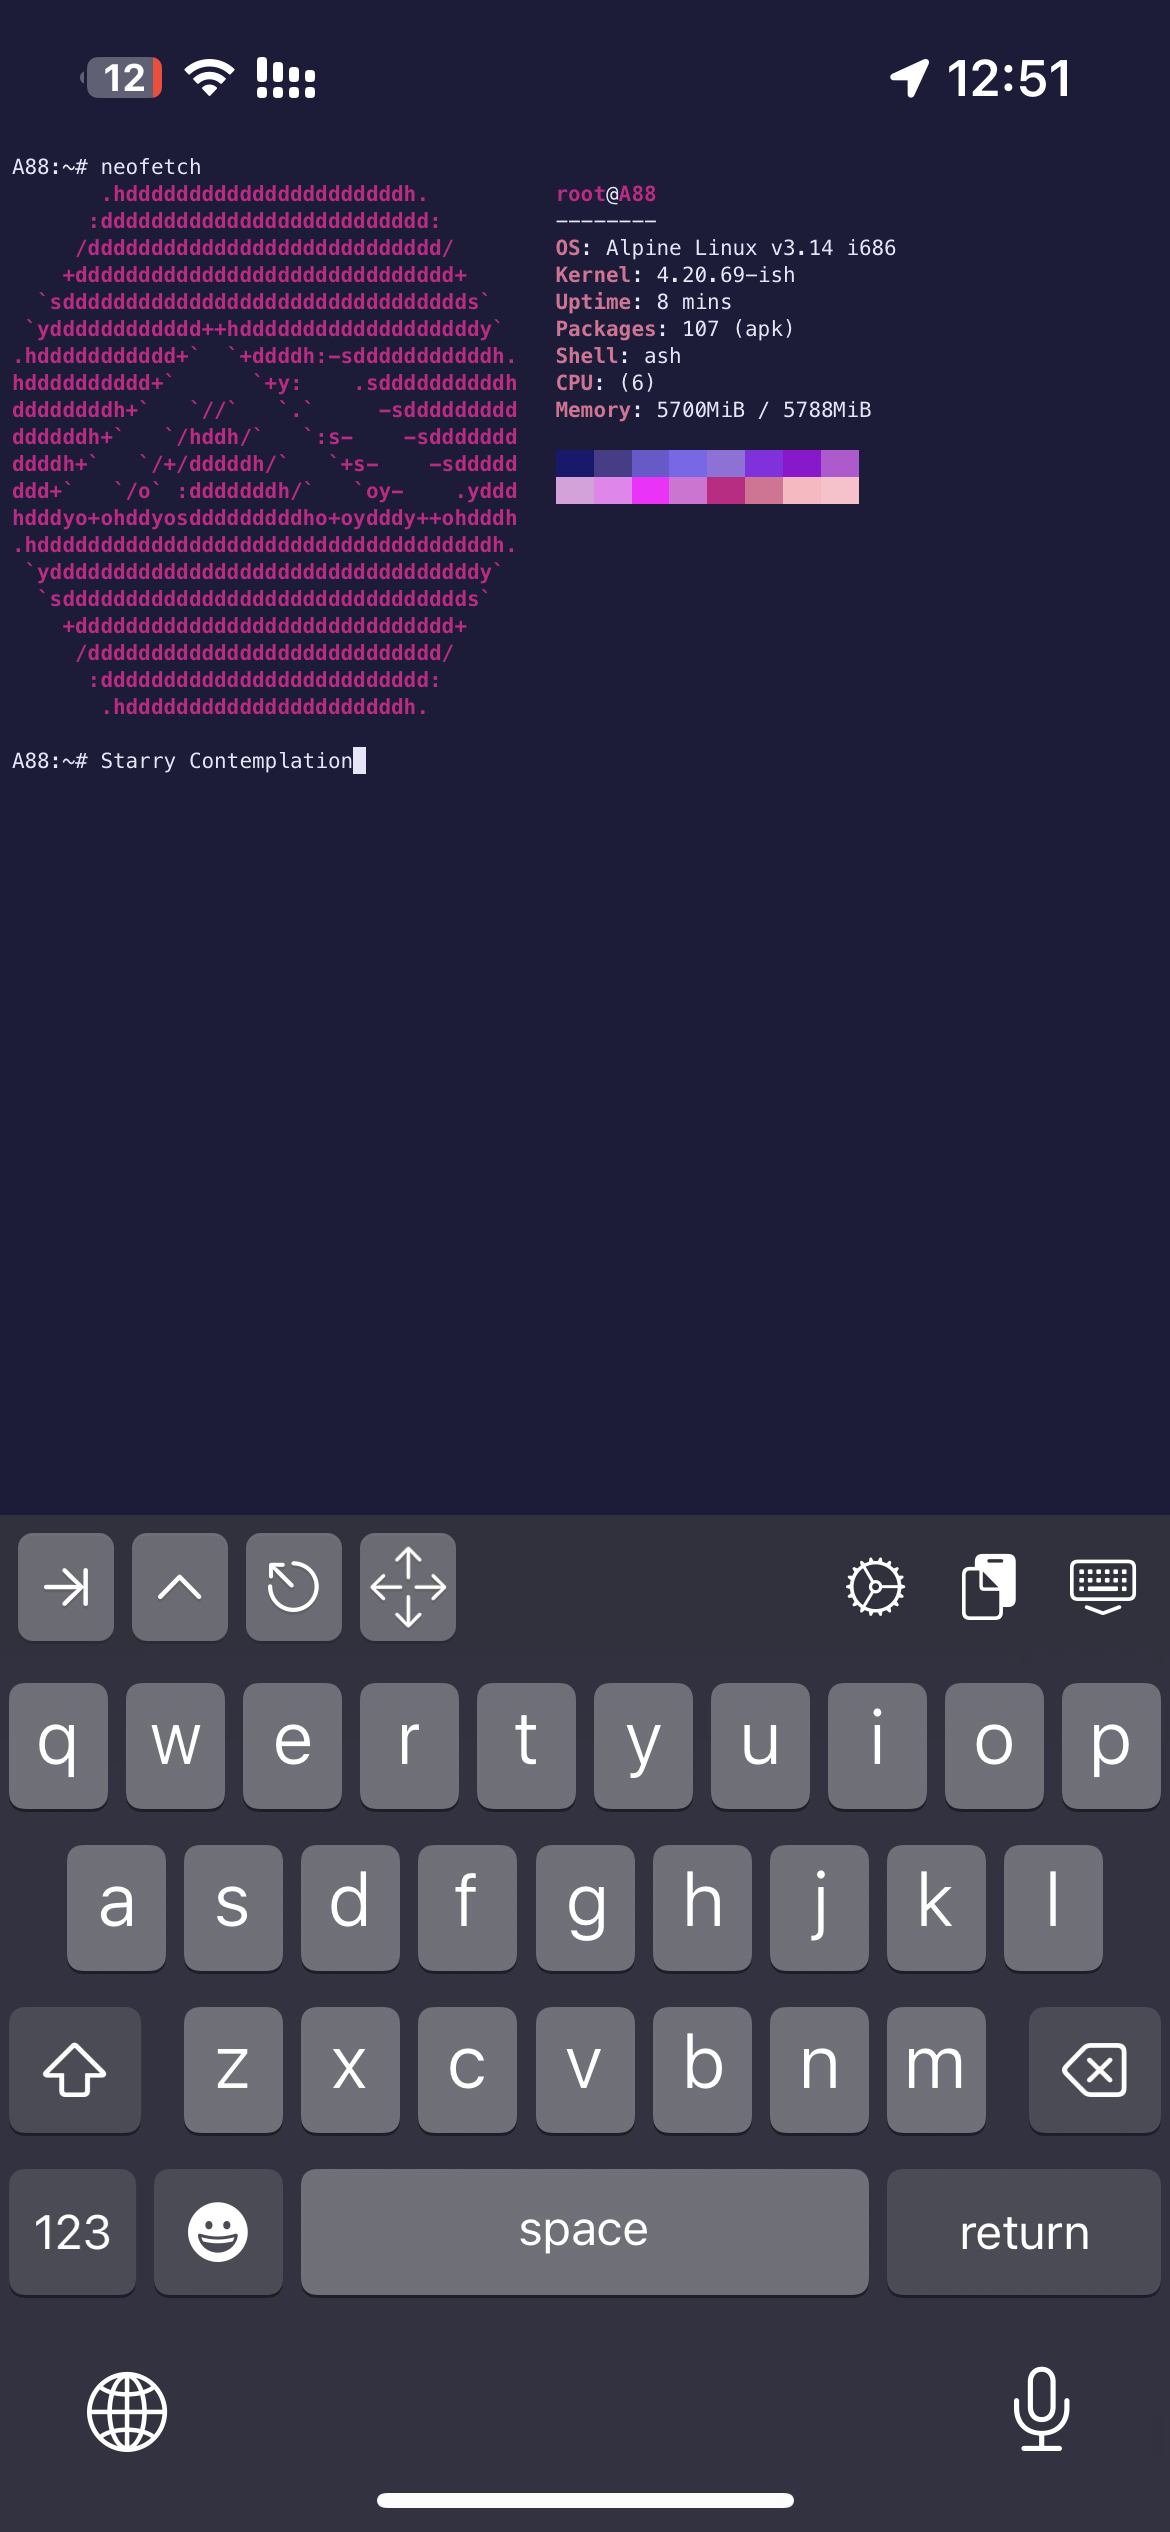 12 12:51
A88:~# neofetch
.hddddddddddddddddddddddh. root@A88
:dddddddddddddddddddddddddd: --------
/dddddddddddddddddddddddddddd/ OS: Alpine Linux v3.14 i686
+dddddddddddddddddddddddddddddd+ Kernel: 4.20.69-ish
`sdddddddddddddddddddddddddddddddds` Uptime: 8 mins
`ydddddddddddd++hdddddddddddddddddddy` Packages: 107 (apk)
.hddddddddddd+`  `+ddddh:-sdddddddddddh. Shell: ash
hdddddddddd+`      `+y:    .sddddddddddh CPU: (6)
ddddddddh+`   `//`   `.`     -sddddddddd Memory: 5700MiB / 5788MiB
ddddddh+`   `/hddh/`   `:s-    -sddddddd
ddddh+`   `/+/dddddh/`   `+s-    -sddddd
ddd+`   `/o` :dddddddh/`   `oy-    .yddd
hdddyo+ohddyosdddddddddho+oydddy++ohdddh
.hddddddddddddddddddddddddddddddddddddh.
`yddddddddddddddddddddddddddddddddddy`
`sdddddddddddddddddddddddddddddddds`
+dddddddddddddddddddddddddddddd+
/dddddddddddddddddddddddddddd/
:dddddddddddddddddddddddddd:
.hddddddddddddddddddddddh.
A88:~# Starry Contemplation
q w e r t y u i o p
a s d f g h j k l
z x c v b n m
123 space return